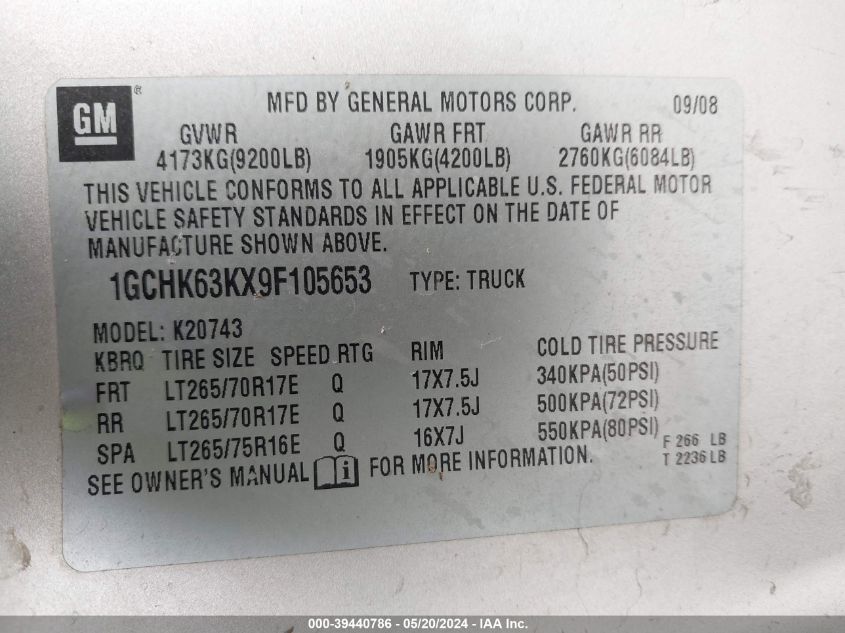 GM ®
MFD BY GENERAL MOTORS CORP. 09/08
GVWR GAWR FRT GAWR RR
4173KG(9200LB) 1905KG(4200LB) 2760KG(6084LB)
THIS VEHICLE CONFORMS TO ALL APPLICABLE U.S. FEDERAL MOTOR
VEHICLE SAFETY STANDARDS IN EFFECT ON THE DATE OF
MANUFACTURE SHOWN ABOVE.
1GCHK63KX9F105653 TYPE: TRUCK
MODEL: K20743
KBRQ TIRE SIZE SPEED RTG RIM COLD TIRE PRESSURE
FRT LT265/70R17E Q 17X7.5J 340KPA(50PSI)
RR LT265/70R17E Q 17X7.5J 500KPA(72PSI)
SPA LT265/75R16E Q 16X7J 550KPA(80PSI) F 266 LB
T 2236 LB
SEE OWNER'S MANUAL FOR MORE INFORMATION.
000-39440786 - 05/20/2024 - IAA Inc.